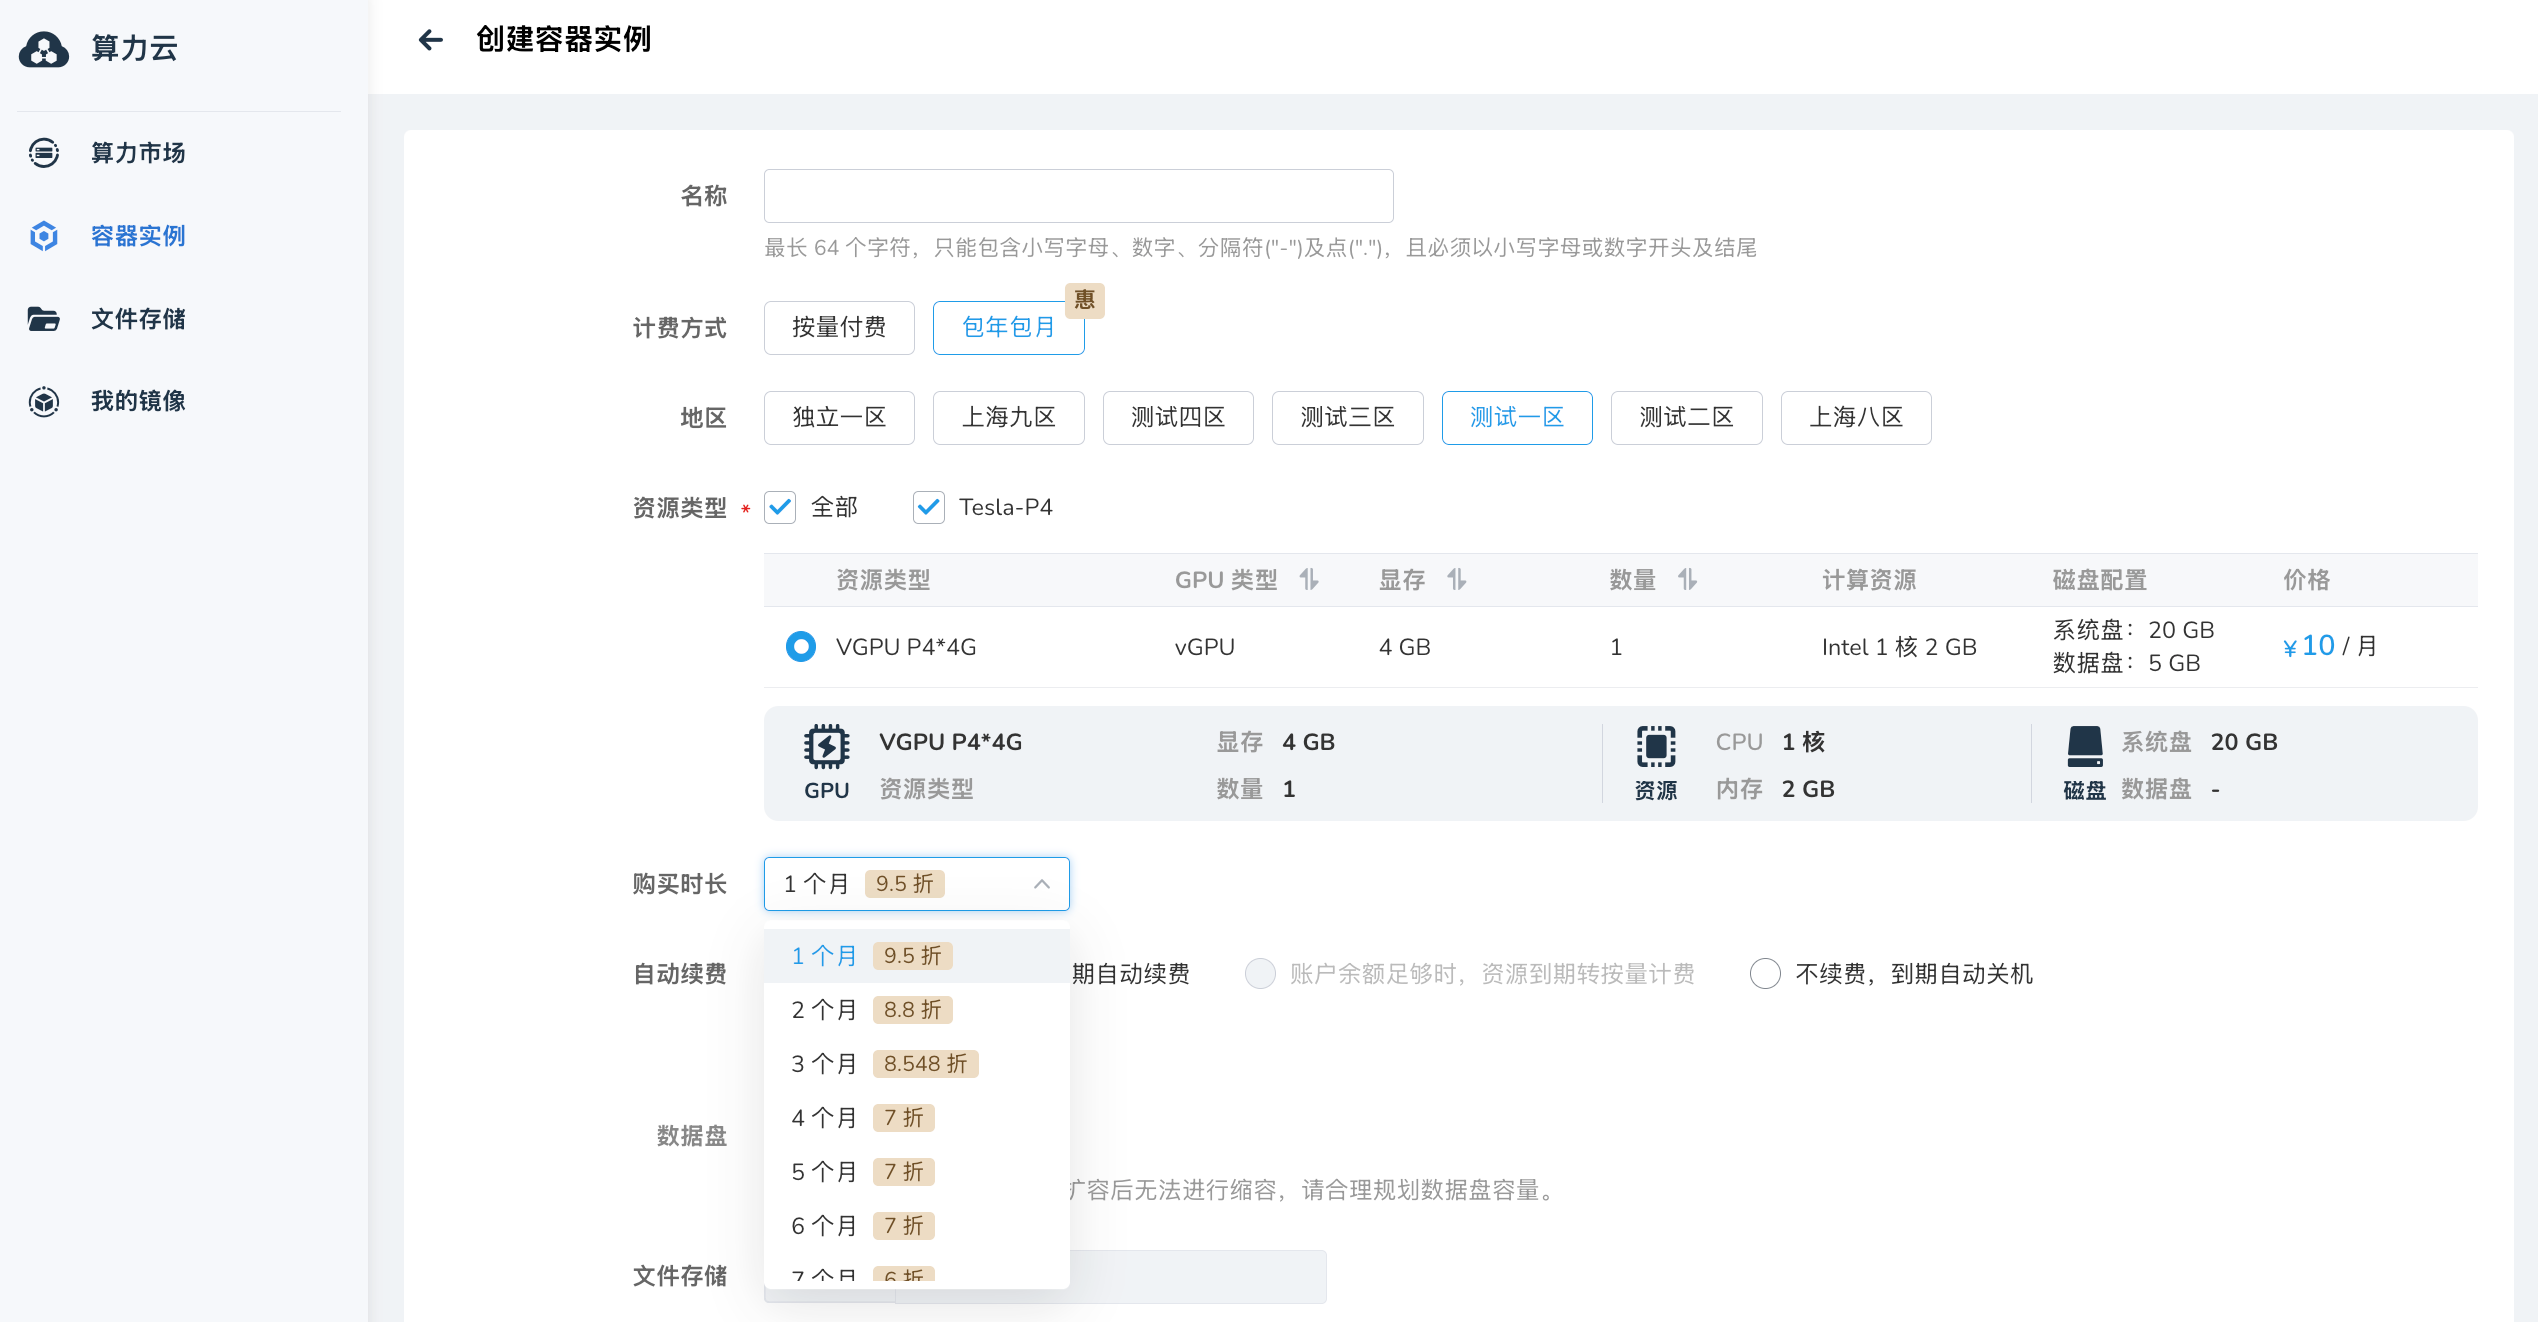 算力云
算力市场
容器实例
文件存储
我的镜像
创建容器实例
名称
最长 64 个字符，只能包含小写字母、数字、分隔符("-")及点(".")，且必须以小写字母或数字开头及结尾
计费方式 按量付费 包年包月 惠
地区 独立一区 上海九区 测试四区 测试三区 测试一区 测试二区 上海八区
资源类型 * 全部 Tesla-P4
资源类型 GPU 类型 显存 数量 计算资源 磁盘配置 价格
VGPU P4*4G vGPU 4 GB 1 Intel 1 核 2 GB 系统盘：20 GB ¥10 / 月
数据盘：5 GB
VGPU P4*4G 显存 4 GB CPU 1 核 系统盘 20 GB
GPU 资源类型 数量 1 资源 内存 2 GB 磁盘 数据盘 -
购买时长 1 个月 9.5 折
1 个月 9.5 折
2 个月 8.8 折
3 个月 8.548 折
4 个月 7 折
5 个月 7 折
6 个月 7 折
7 个月 6 折
自动续费 期自动续费 账户余额足够时，资源到期转按量计费 不续费，到期自动关机
数据盘
扩容后无法进行缩容，请合理规划数据盘容量。
文件存储